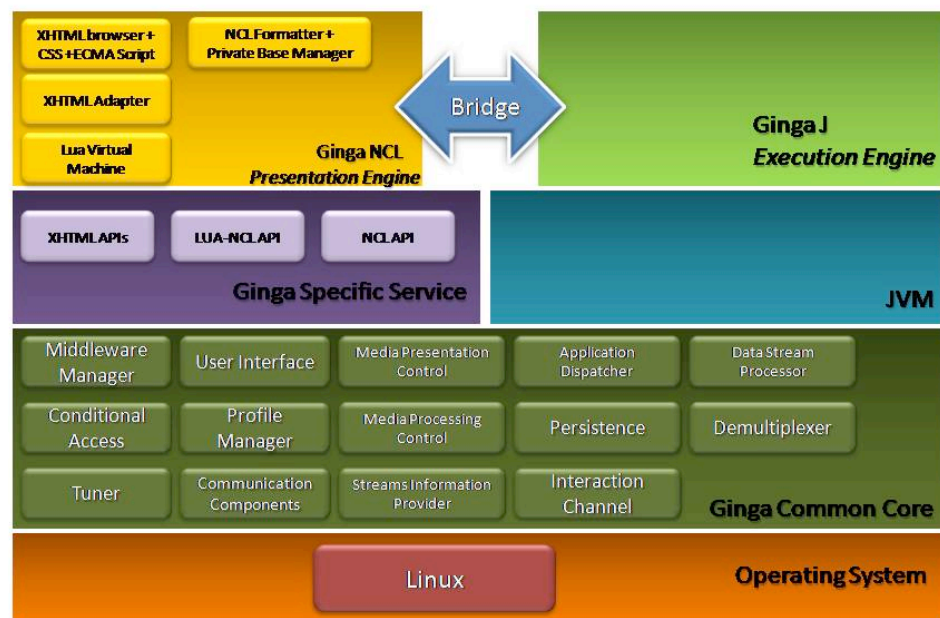 XHTML browser +
CSS +ECMA Script
NCL Formatter +
Private Base Manager
XHTML Adapter
Lua Virtual
Machine
Ginga NCL
Presentation Engine
Bridge
Ginga J
Execution Engine
XHTML APIs
LUA-NCL API
NCL API
Ginga Specific Service
JVM
Middleware
Manager
User Interface
Media Presentation
Control
Application
Dispatcher
Data Stream
Processor
Conditional
Access
Profile
Manager
Media Processing
Control
Persistence
Demultiplexer
Tuner
Communication
Components
Streams Information
Provider
Interaction
Channel
Ginga Common Core
Linux
Operating System